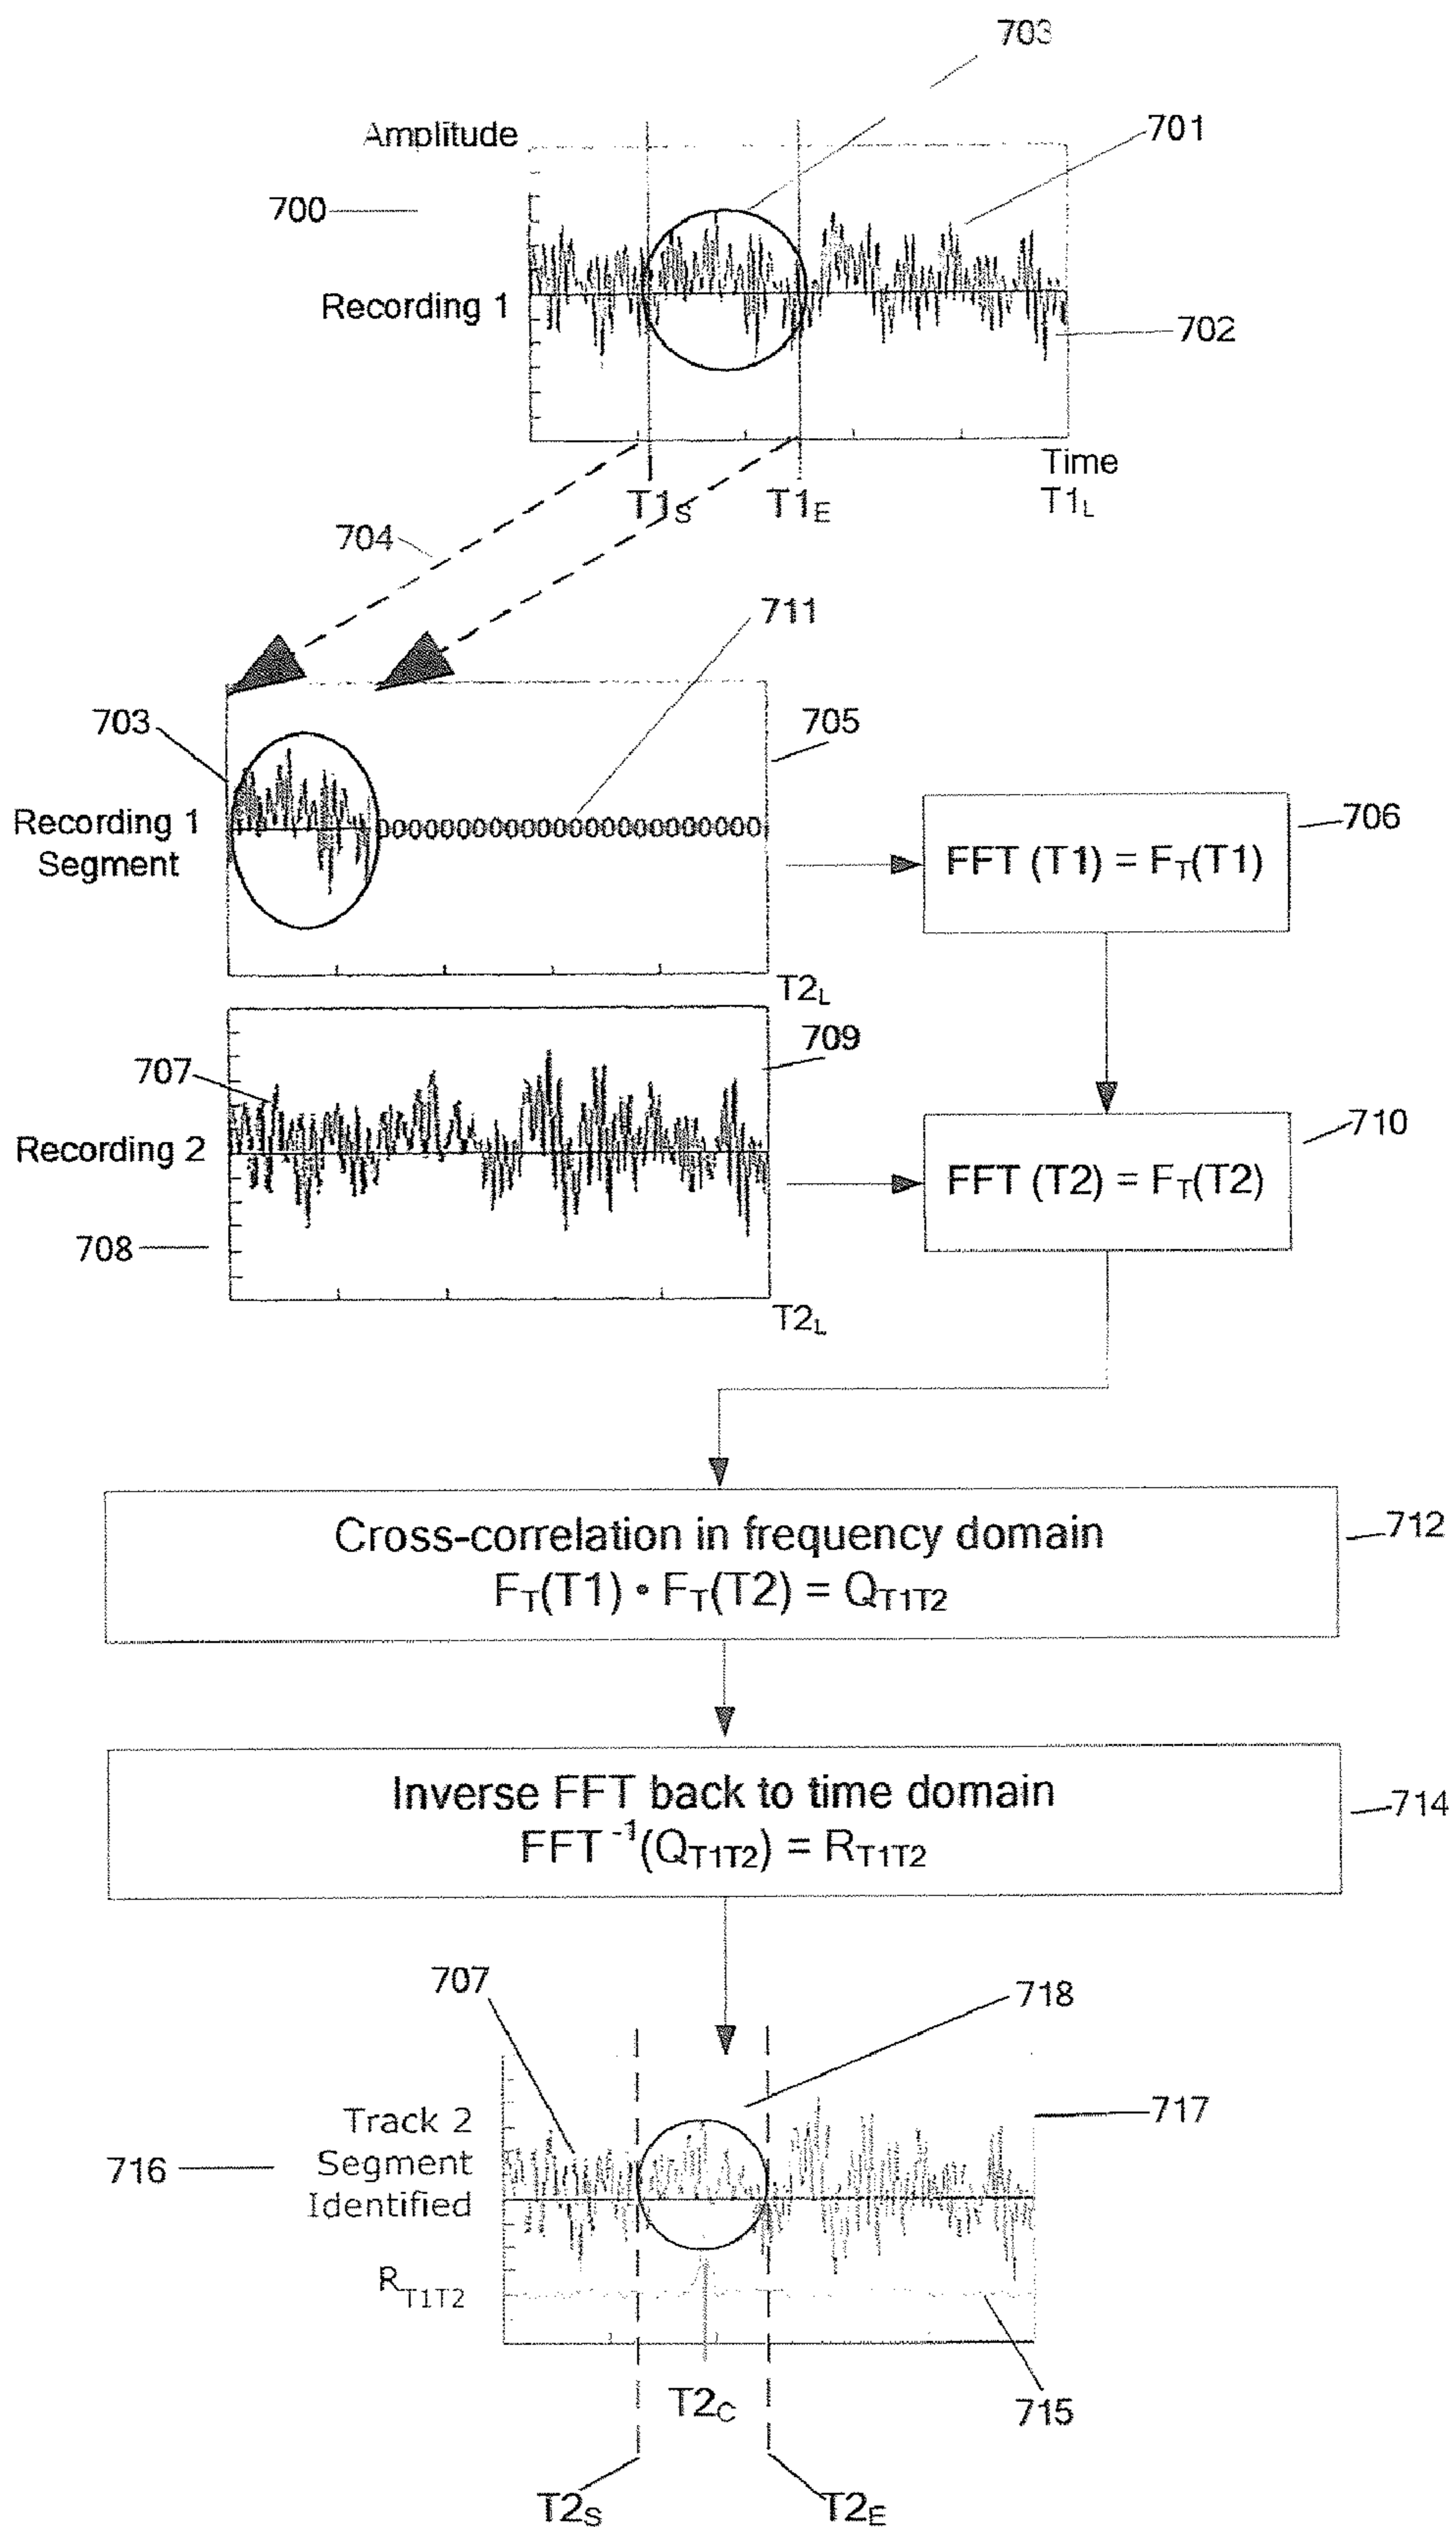 703
Amplitude
701
700
Recording 1
702
Time
T1L
T1S
T1E
704
711
703
705
Recording 1
Segment
0000000000000000000000000
706
FFT (T1) = FT(T1)
T2L
709
707
Recording 2
710
FFT (T2) = FT(T2)
708
T2L
Cross-correlation in frequency domain
FT(T1) • FT(T2) = QT1T2
712
Inverse FFT back to time domain
FFT-1(QT1T2) = RT1T2
714
707
718
Track 2
Segment
Identified
717
716
RT1T2
T2C
715
T2S
T2E